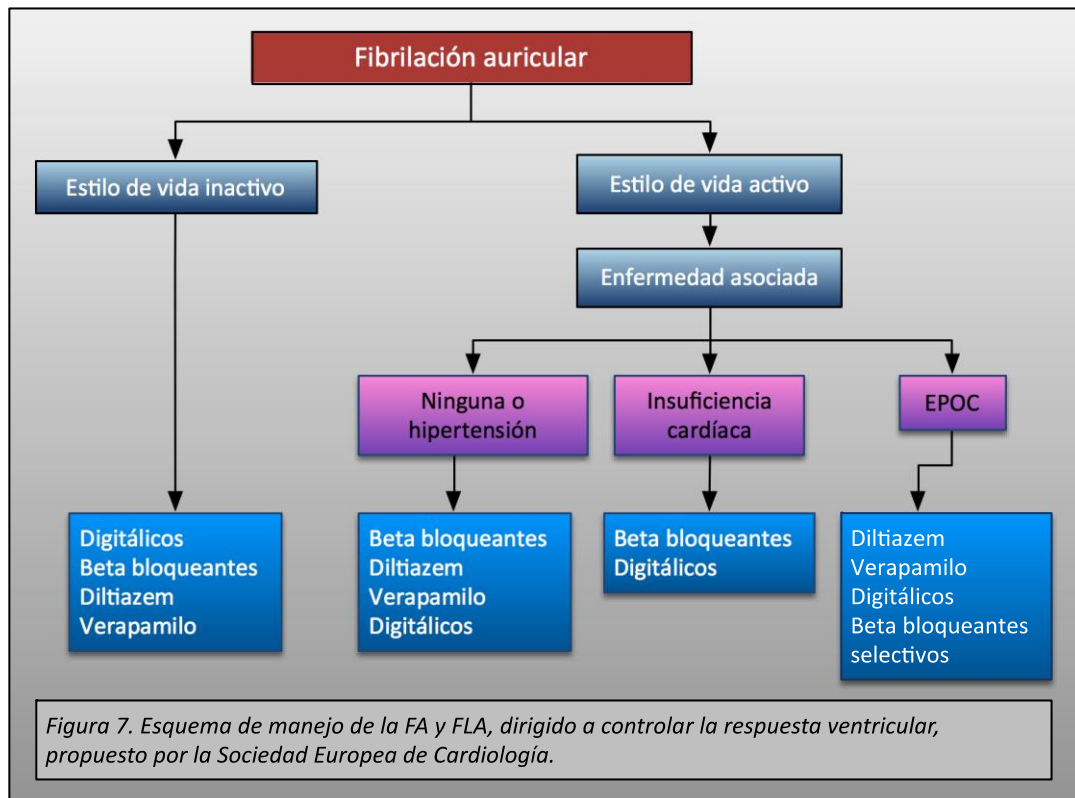 Fibrilación auricular
Estilo de vida inactivo
Estilo de vida activo
Enfermedad asociada
Ninguna o
hipertensión
Insuficiencia
cardíaca
EPOC
Digitálicos
Beta bloqueantes
Diltiazem
Verapamilo
Beta bloqueantes
Diltiazem
Verapamilo
Digitálicos
Beta bloqueantes
Digitálicos
Diltiazem
Verapamilo
Digitálicos
Beta bloqueantes
selectivos
Figura 7. Esquema de manejo de la FA y FLA, dirigido a controlar la respuesta ventricular,
propuesto por la Sociedad Europea de Cardiología.